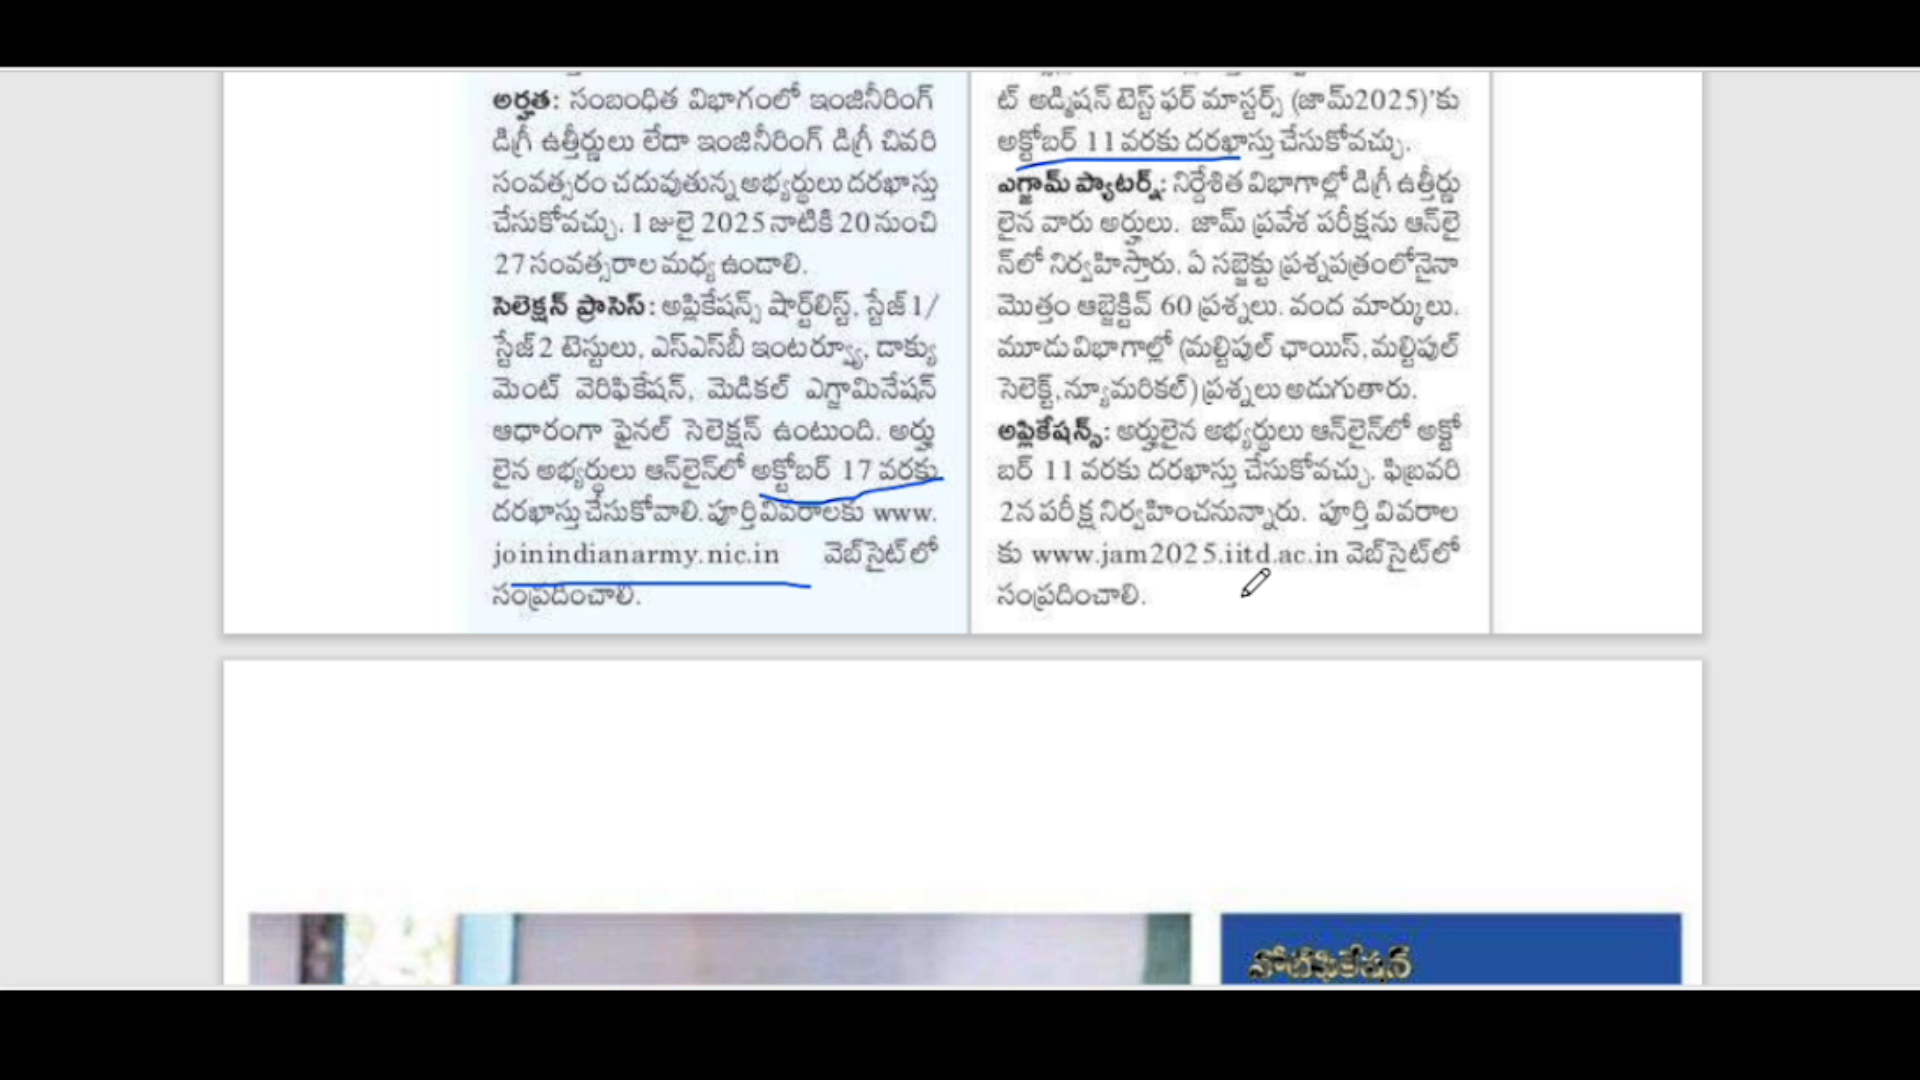 అర్హత: సంబంధిత విభాగంలో ఇంజినీరింగ్
డిగ్రీ ఉత్తీర్ణులు లేదా ఇంజినీరింగ్ డిగ్రీ చివరి
సంవత్సరం చదువుతున్న అభ్యర్థులు దరఖాస్తు
చేసుకోవచ్చు. 1 జులై 2025 నాటికి 20 నుంచి
27 సంవత్సరాల మధ్య ఉండాలి.
సెలెక్షన్ ప్రాసెస్: అప్లికేషన్స్ షార్ట్‌లిస్ట్, స్టేజ్ 1/
స్టేజ్ 2 టెస్టులు, ఎస్ఎస్‌బీ ఇంటర్వ్యూ, డాక్యు
మెంట్ వెరిఫికేషన్, మెడికల్ ఎగ్జామినేషన్
ఆధారంగా ఫైనల్ సెలెక్షన్ ఉంటుంది. అర్హు
లైన అభ్యర్థులు ఆన్‌లైన్‌లో అక్టోబర్ 17 వరకు
దరఖాస్తు చేసుకోవాలి. పూర్తి వివరాలకు www.
joinindianarmy.nic.in వెబ్‌సైట్‌లో
సంప్రదించాలి.
ట్ అడ్మిషన్ టెస్ట్ ఫర్ మాస్టర్స్ (జామ్2025)'కు
అక్టోబర్ 11 వరకు దరఖాస్తు చేసుకోవచ్చు.
ఎగ్జామ్ ప్యాటర్న్: నిర్దేశిత విభాగాల్లో డిగ్రీ ఉత్తీర్ణు
లైన వారు అర్హులు. జామ్ ప్రవేశ పరీక్షను ఆన్‌లై
న్‌లో నిర్వహిస్తారు. ఏ సబ్జెక్టు ప్రశ్నపత్రంలోనైనా
మొత్తం ఆబ్జెక్టివ్ 60 ప్రశ్నలు. వంద మార్కులు.
మూడు విభాగాల్లో (మల్టిపుల్ ఛాయిస్, మల్టిపుల్
సెలెక్ట్, న్యూమరికల్) ప్రశ్నలు అడుగుతారు.
అప్లికేషన్స్: అర్హులైన అభ్యర్థులు ఆన్‌లైన్‌లో అక్టో
బర్ 11 వరకు దరఖాస్తు చేసుకోవచ్చు. ఫిబ్రవరి
2న పరీక్ష నిర్వహించనున్నారు. పూర్తి వివరాల
కు www.jam2025.iitd.ac.in వెబ్‌సైట్‌లో
సంప్రదించాలి.
నోటిఫికేషన్